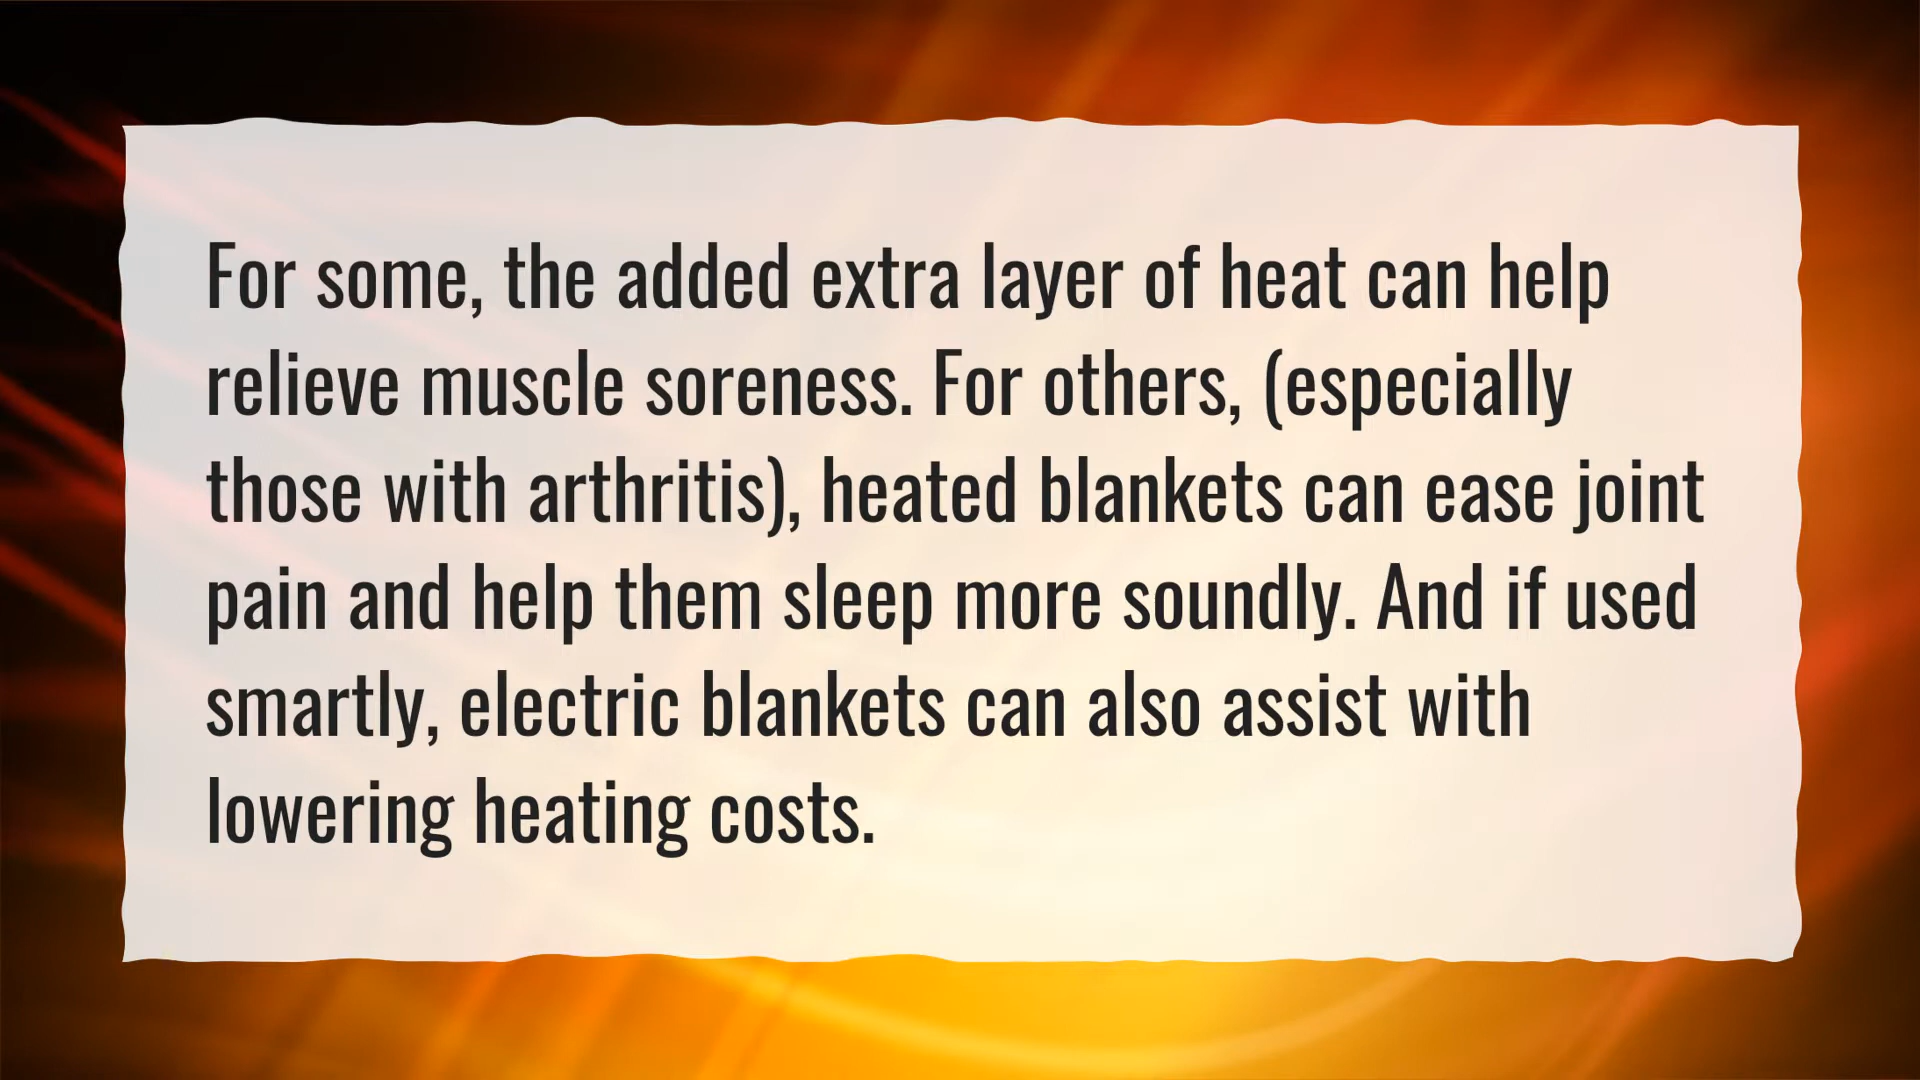 For some, the added extra layer of heat can help
relieve muscle soreness. For others, (especially
those with arthritis), heated blankets can ease joint
pain and help them sleep more soundly. And if used
smartly, electric blankets can also assist with
lowering heating costs.